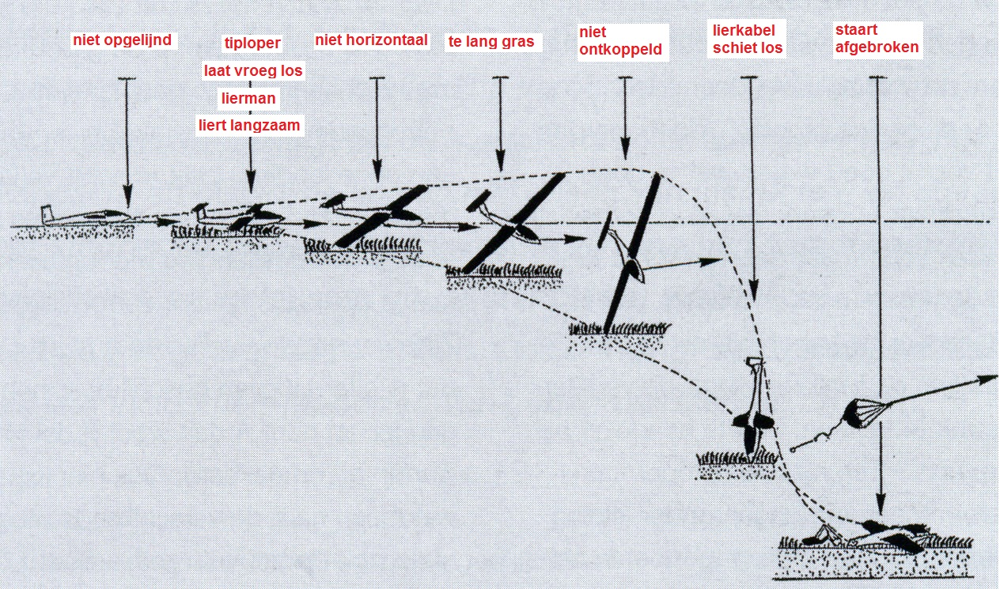 niet opgelijnd
tiploper
laat vroeg los
lierman
liert langzaam
niet horizontaal
te lang gras
niet
ontkoppeld
lierkabel
schiet los
staart
afgebroken